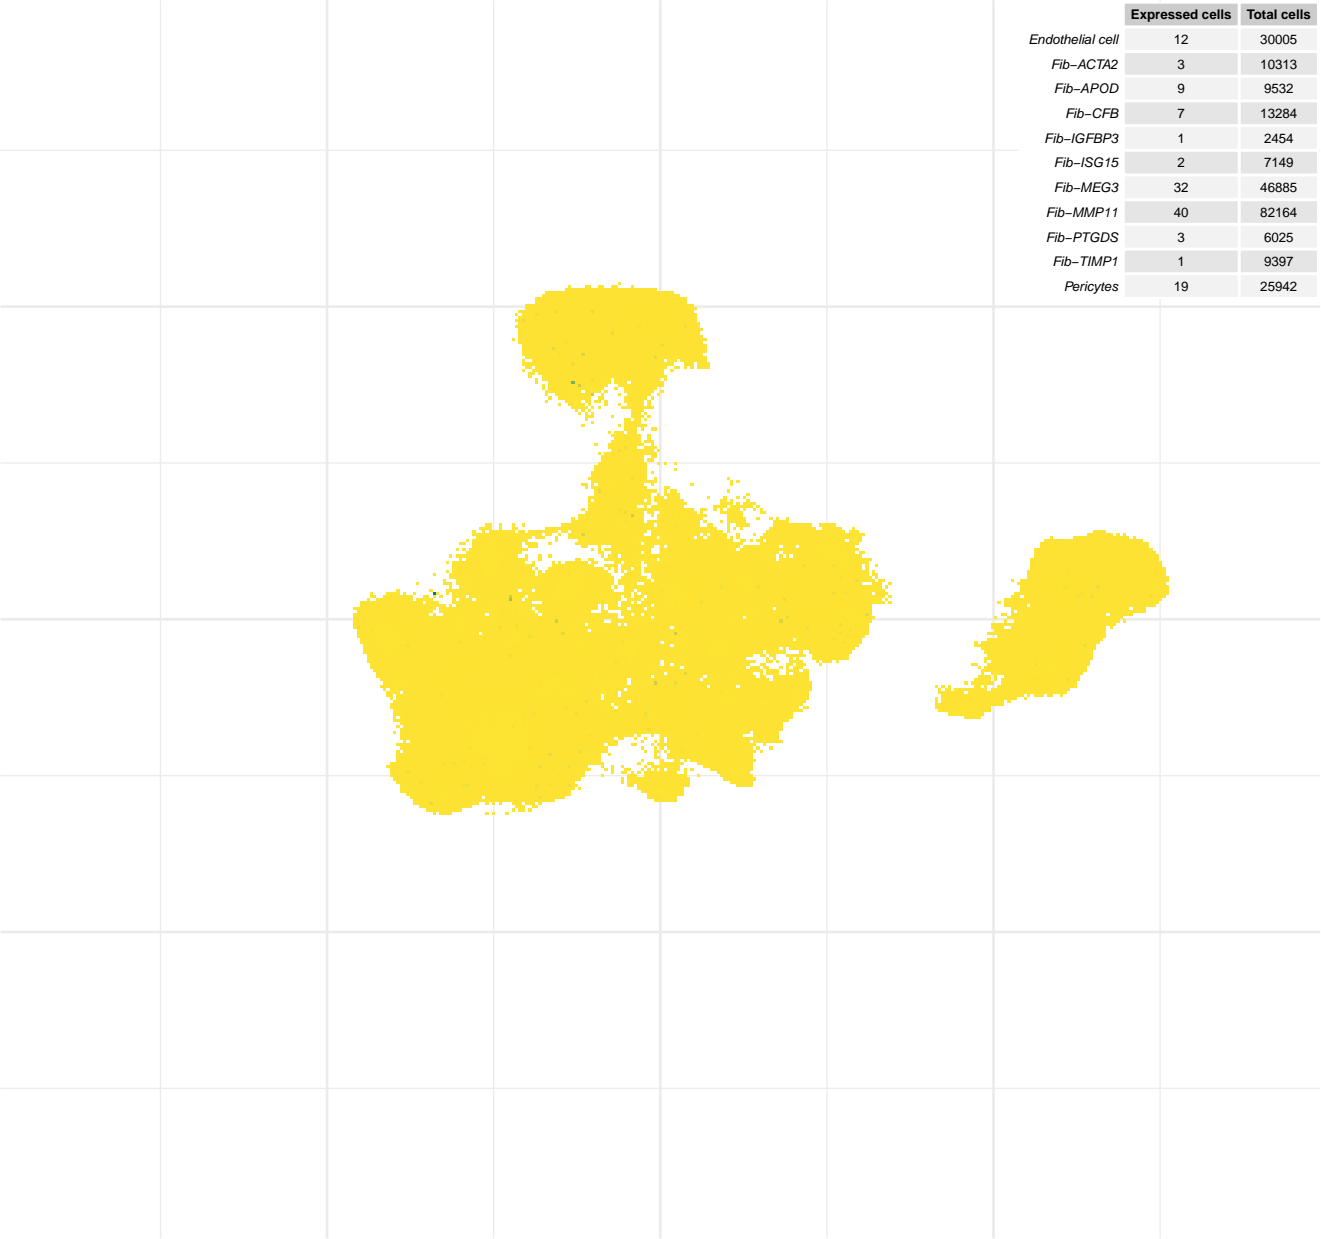 Expressed cells Total cells
Endothelial cell 12 30005
Fib−ACTA2 3 10313
Fib−APOD 9 9532
Fib−CFB 7 13284
Fib−IGFBP3 1 2454
Fib−ISG15 2 7149
Fib−MEG3 32 46885
Fib−MMP11 40 82164
Fib−PTGDS 3 6025
Fib−TIMP1 1 9397
Pericytes 19 25942